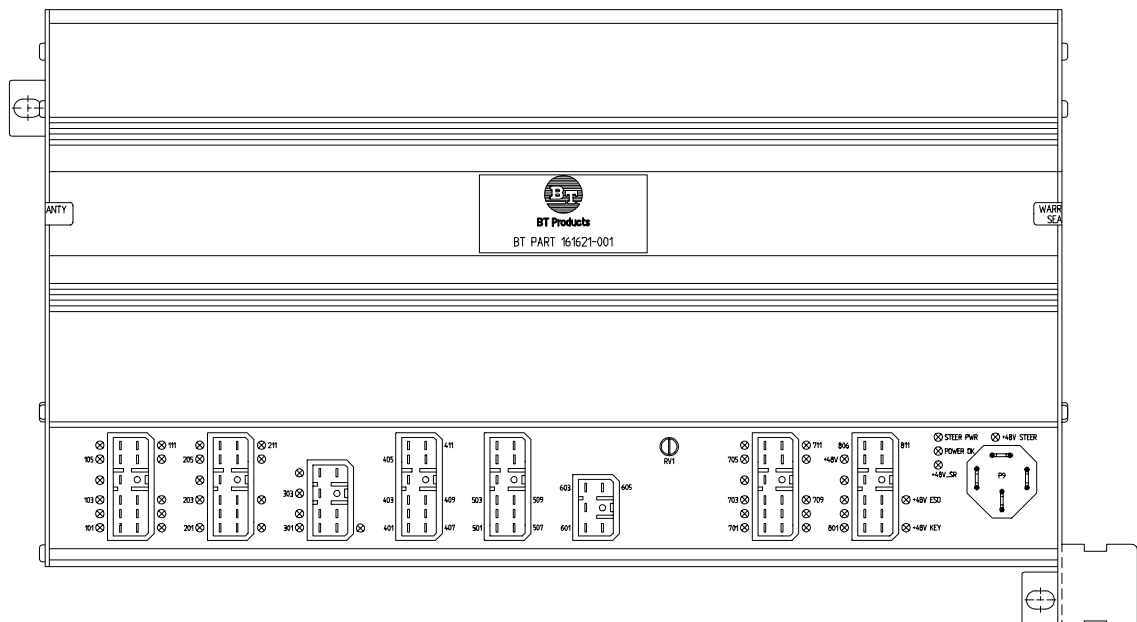 ANTY
BT
BT Products
BT PART 161621-001
WARR
SEA
111
105
103
101
211
205
203
201
303
301
411
405
403
409
401
407
503
509
501
507
603
605
601
RV1
711
705
703
709
701
806
811
+48V
+48V ESO
801
+48V KEY
STEER PWR
+48V STEER
POWER OK
+48V_SR
P9